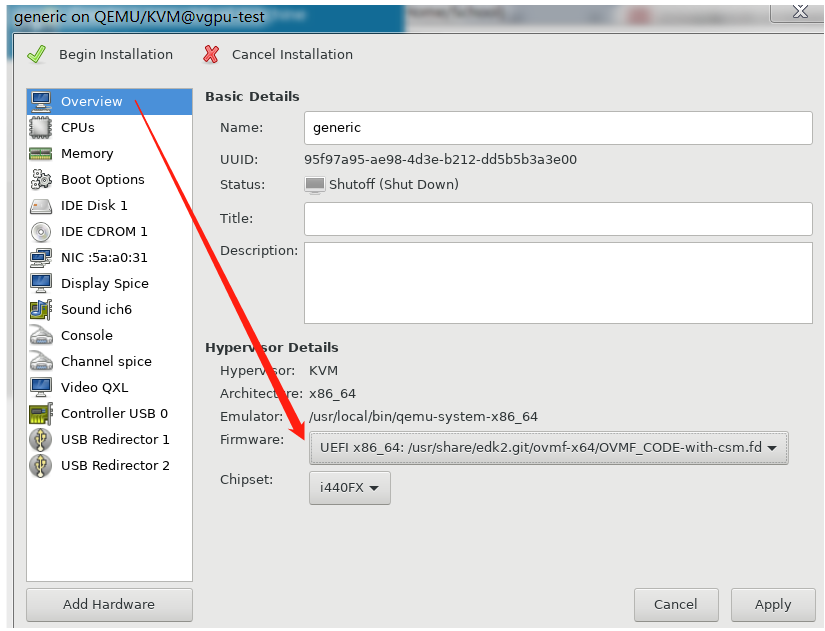 generic on QEMU/KVM@vgpu-test
Begin Installation
Cancel Installation
Overview
CPUs
Memory
Boot Options
IDE Disk 1
IDE CDROM 1
NIC :5a:a0:31
Display Spice
Sound ich6
Console
Channel spice
Video QXL
Controller USB 0
USB Redirector 1
USB Redirector 2
Add Hardware
Basic Details
Name: generic
UUID: 95f97a95-ae98-4d3e-b212-dd5b5b3a3e00
Status: Shutoff (Shut Down)
Title:
Description:
Hypervisor Details
Hypervisor: KVM
Architecture: x86_64
Emulator: /usr/local/bin/qemu-system-x86_64
Firmware: UEFI x86_64: /usr/share/edk2.git/ovmf-x64/OVMF_CODE-with-csm.fd
Chipset: i440FX
Cancel
Apply